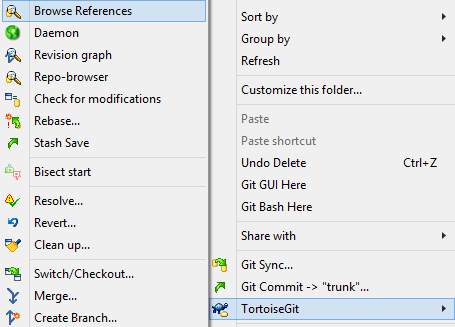 Browse References
Daemon
Revision graph
Repo-browser
Check for modifications
Rebase...
Stash Save
Bisect start
Resolve...
Revert...
Clean up...
Switch/Checkout...
Merge...
Create Branch...
Sort by
Group by
Refresh
Customize this folder...
Paste
Paste shortcut
Undo Delete Ctrl+Z
Git GUI Here
Git Bash Here
Share with
Git Sync...
Git Commit -> "trunk"...
TortoiseGit